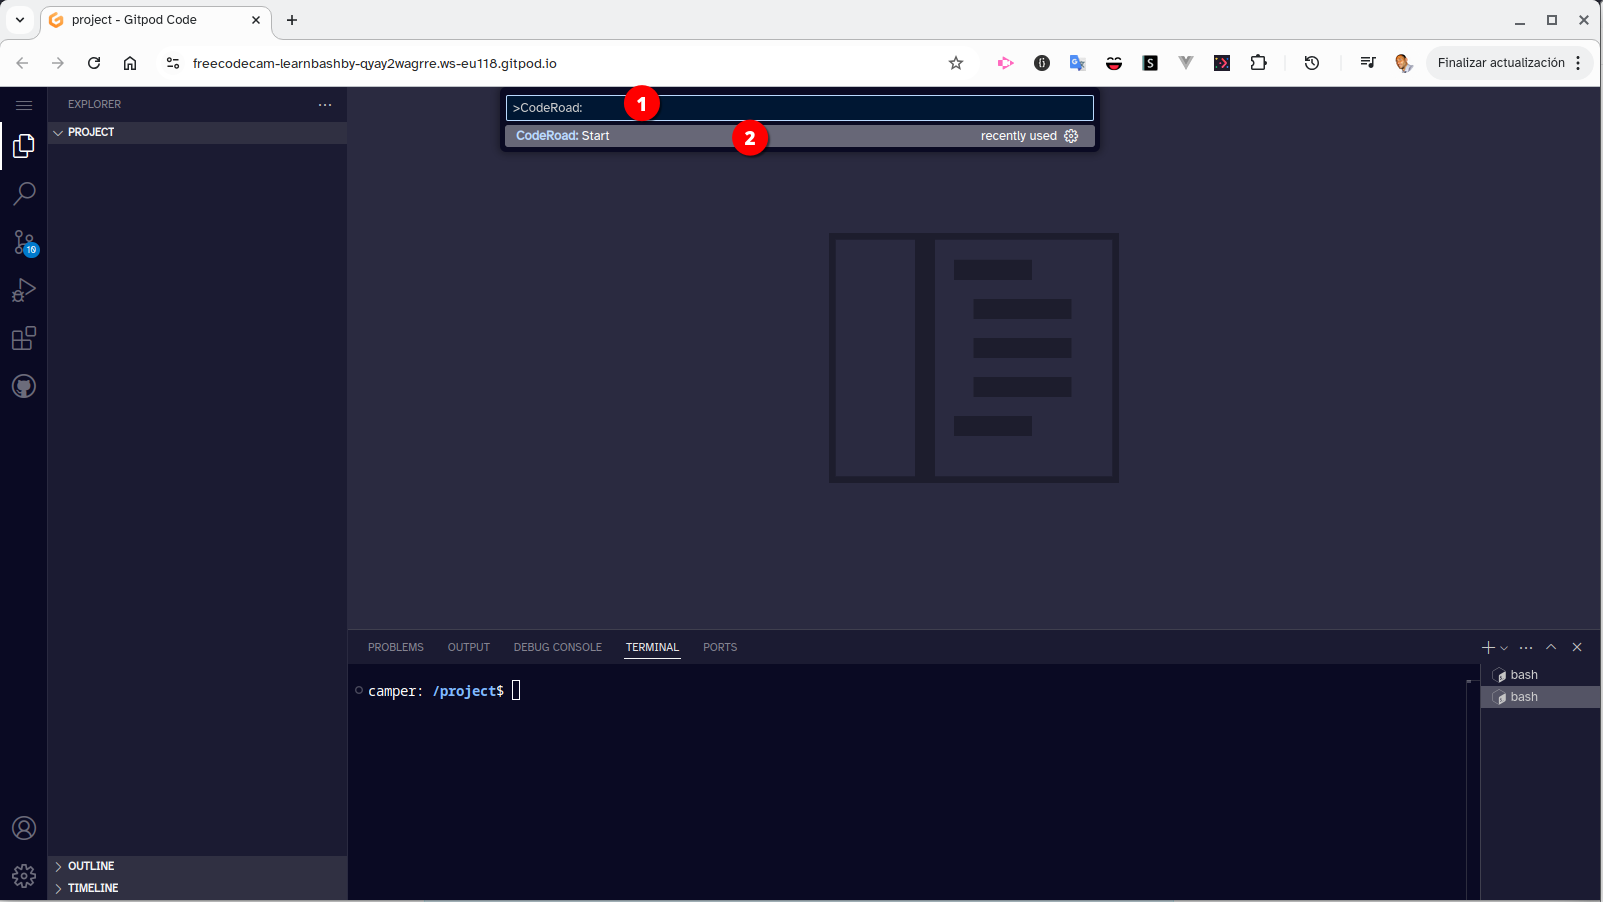 project - Gitpod Code
freecodecam-learnbashby-qyay2wagrre.ws-eu118.gitpod.io
Finalizar actualización
EXPLORER
PROJECT
>CodeRoad:
1
CodeRoad: Start
2
recently used
10
PROBLEMS
OUTPUT
DEBUG CONSOLE
TERMINAL
PORTS
camper: /project$
bash
bash
OUTLINE
TIMELINE